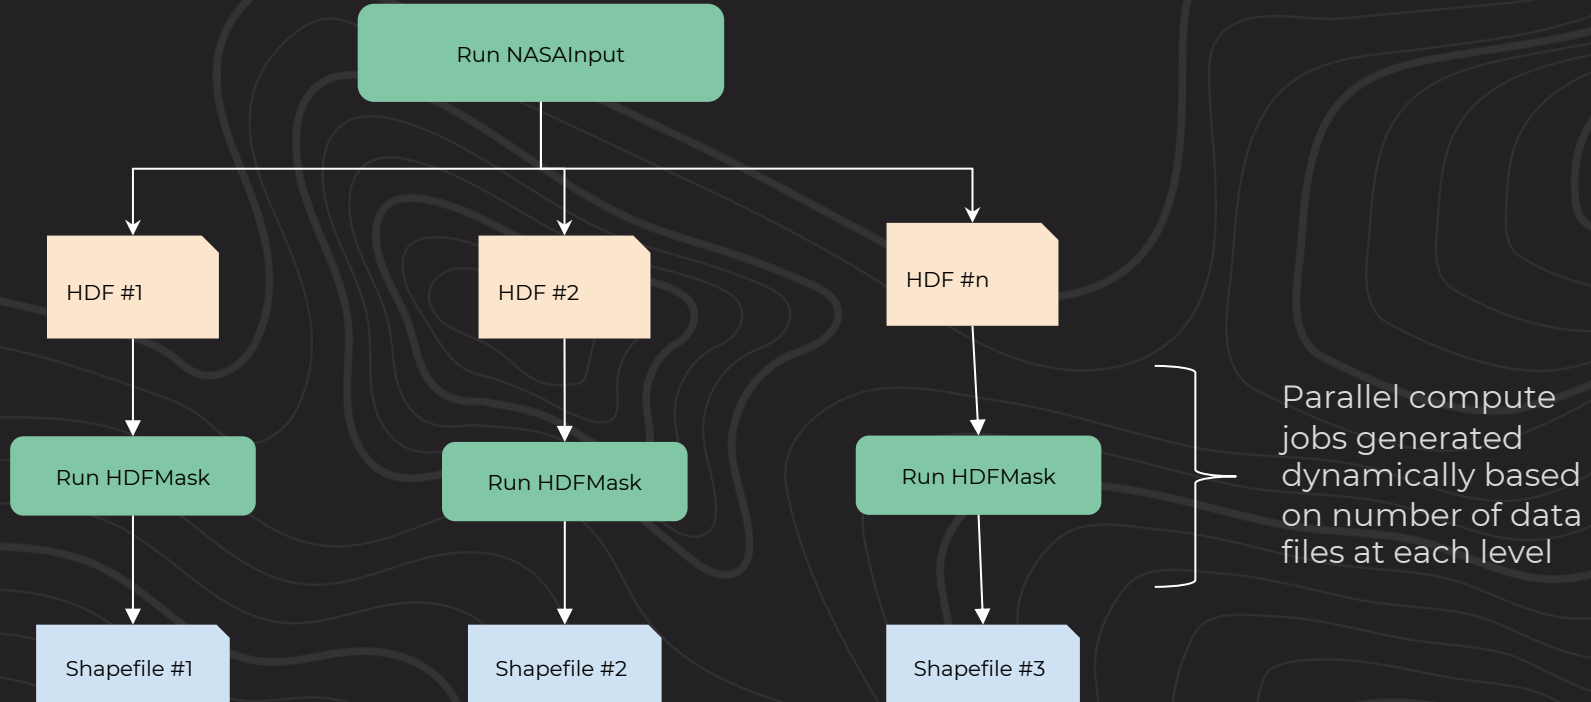 Run NASAInput
HDF #1
HDF #2
HDF #n
Run HDFMask
Run HDFMask
Run HDFMask
Parallel compute
jobs generated
dynamically based
on number of data
files at each level
Shapefile #1
Shapefile #2
Shapefile #3